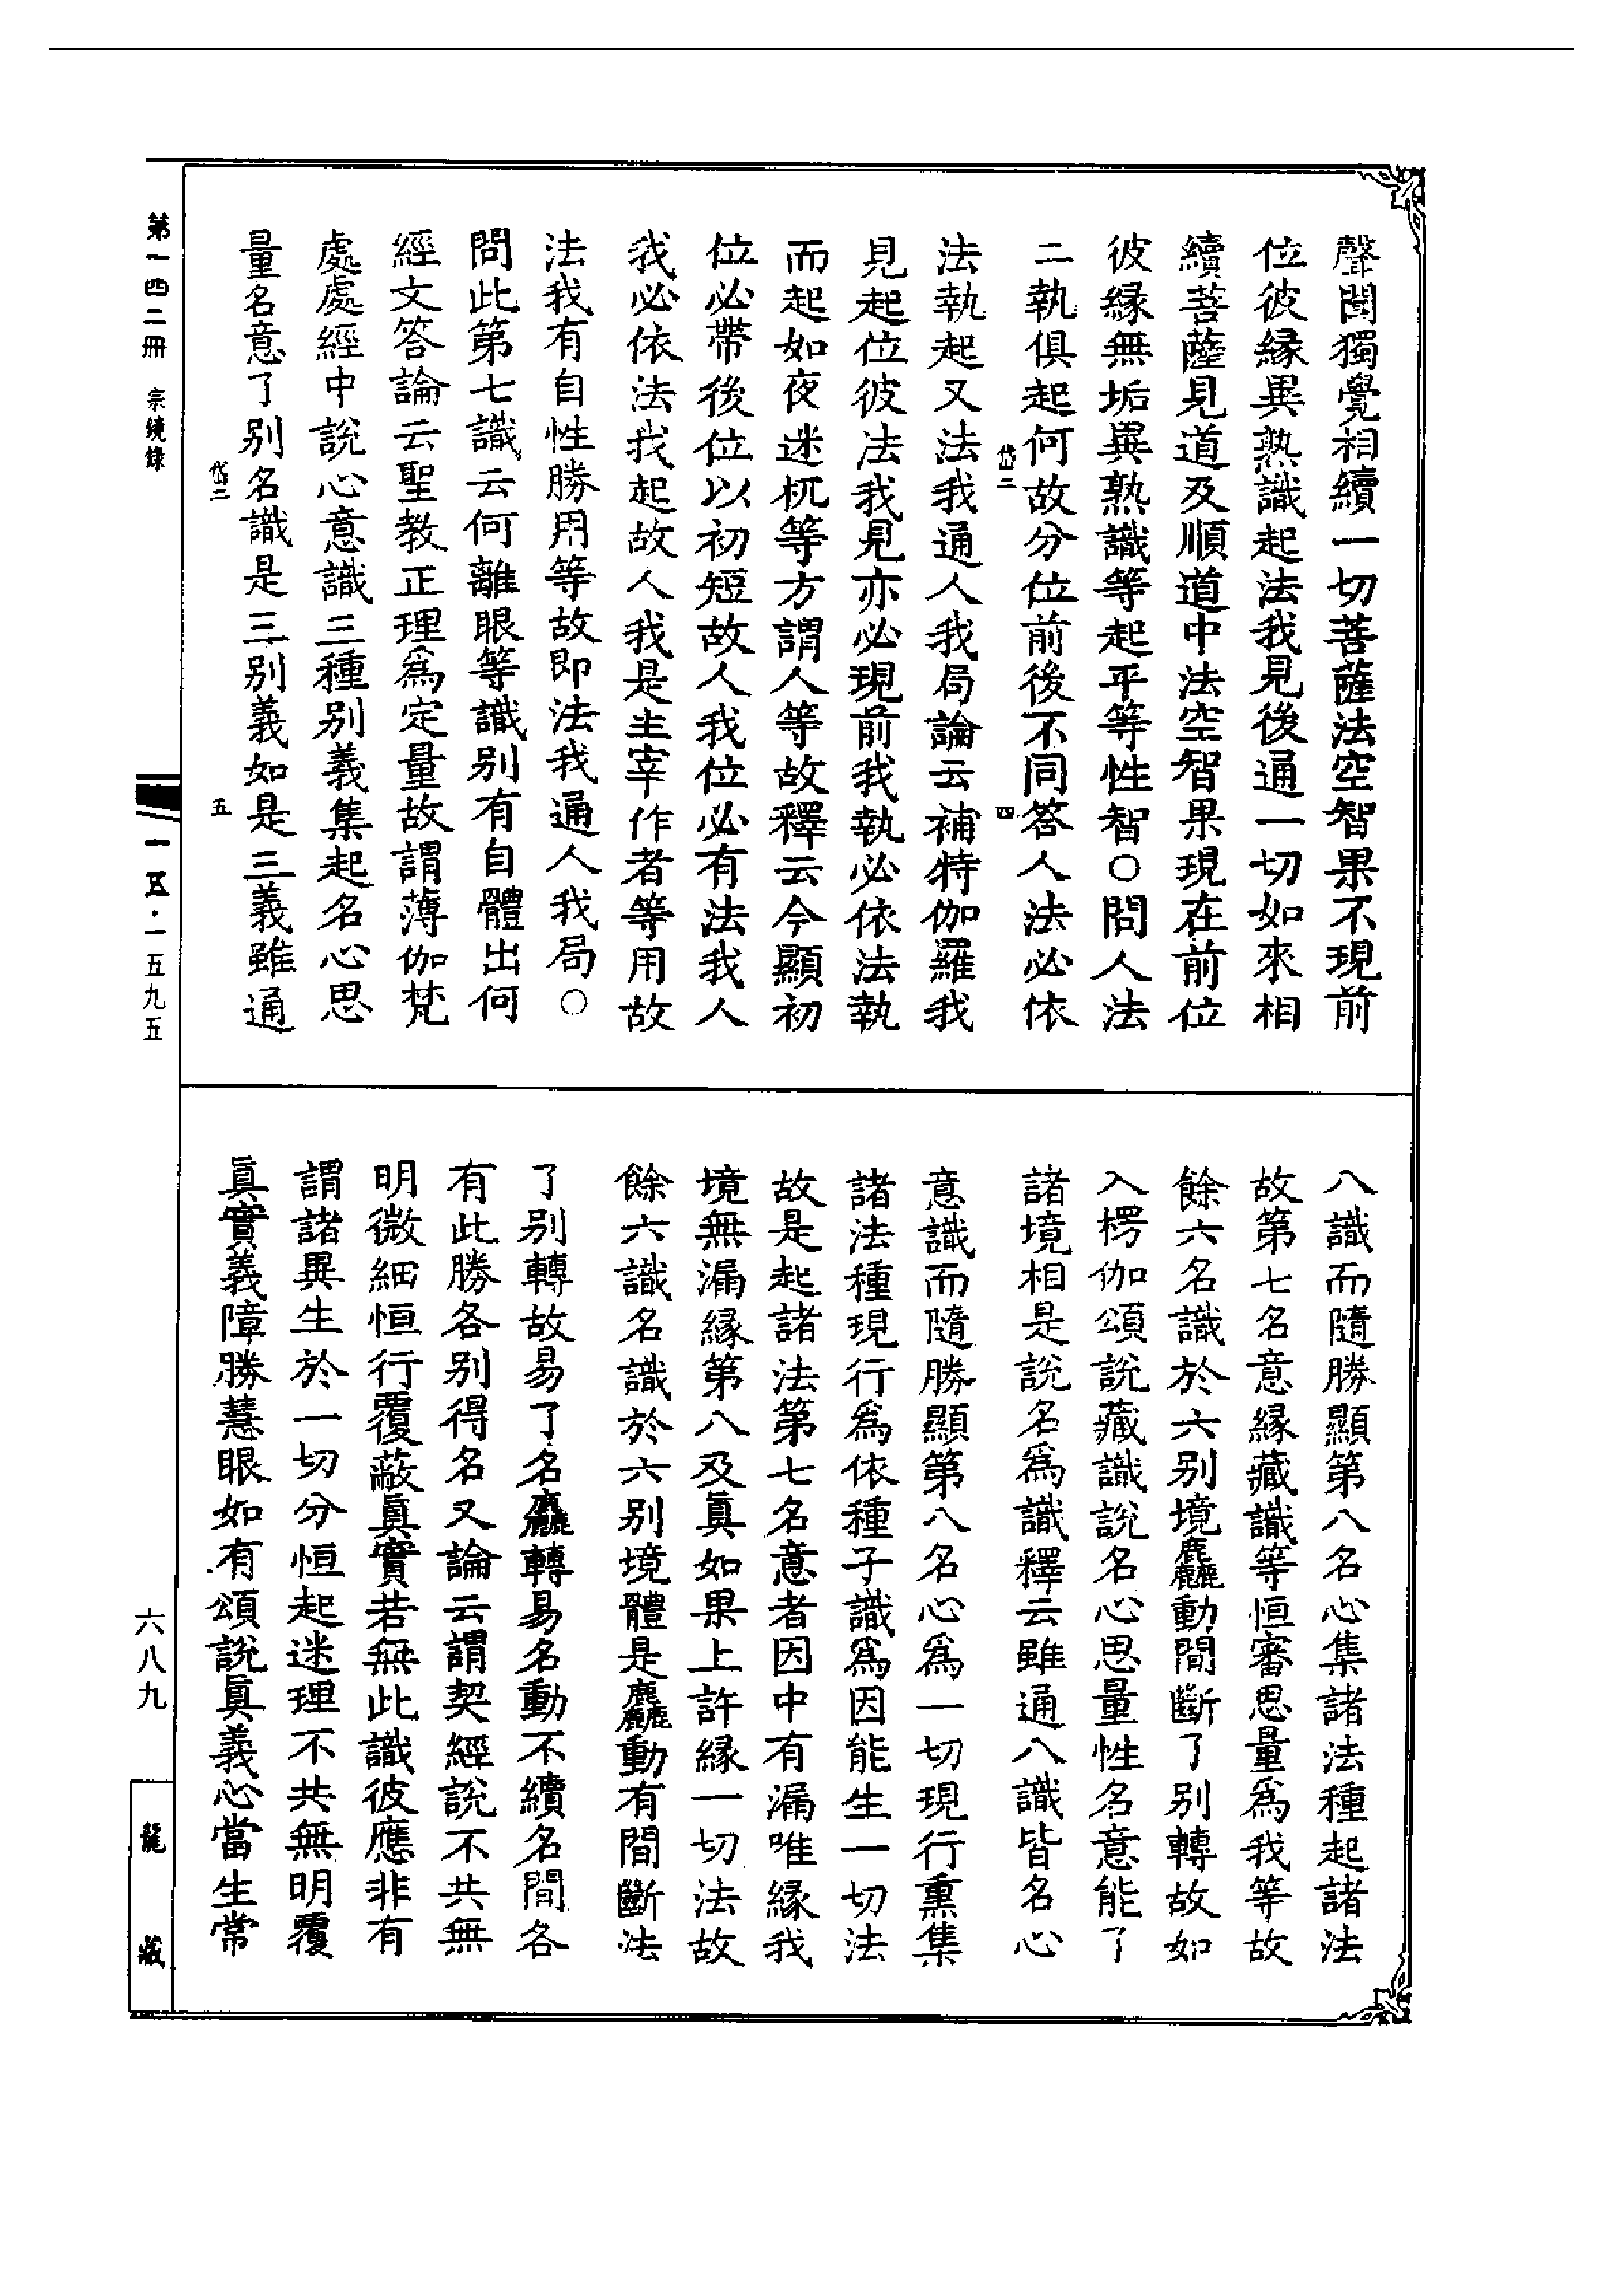 聲聞獨覺相續一切菩薩法空智果不現前
位彼緣異熟識起法我見後通一切如來相
續菩薩見道及順道中法空智果現在前位
彼緣無垢異熟識等起平等性智○問人法
二執俱起何故分位前後不同答人法必依
岱二
四
法執起又法我通人我局論云補特伽羅我
見起位彼法我見亦必現前我執必依法執
而起如夜迷杌等方謂人等故釋云今顯初
位必帶後位以初短故人我位必有法我人
我必依法我起故人我是主宰作者等用故
法我有自性勝用等故即法我通人我局○
問此第七識云何離眼等識別有自體出何
經文答論云聖教正理爲定量故謂薄伽梵
處處經中說心意識三種別義集起名心思
量名意了別名識是三別義如是三義雖通
岱二
五
八識而隨勝顯第八名心集諸法種起諸法
故第七名意緣藏識等恒審思量爲我等故
餘六名識於六別境麤動間斷了別轉故如
入楞伽頌說藏識說名心思量性名意能了
諸境相是說名爲識釋云雖通八識皆名心
意識而隨勝顯第八名心爲一切現行熏集
諸法種現行爲依種子識爲因能生一切法
故是起諸法第七名意者因中有漏唯緣我
境無漏緣第八及眞如果上許緣一切法故
餘六識名識於六別境體是麤動有間斷法
了別轉故易了名麤轉易名動不續名間各
有此勝各別得名又論云謂契經說不共無
明微細恒行覆蔽眞實若無此識彼應非有
謂諸異生於一切分恒起迷理不共無明覆
眞實義障勝慧眼如有頌說眞義心當生常
第一四二冊 宗鏡錄
一五·一五九五
六八九
龍藏